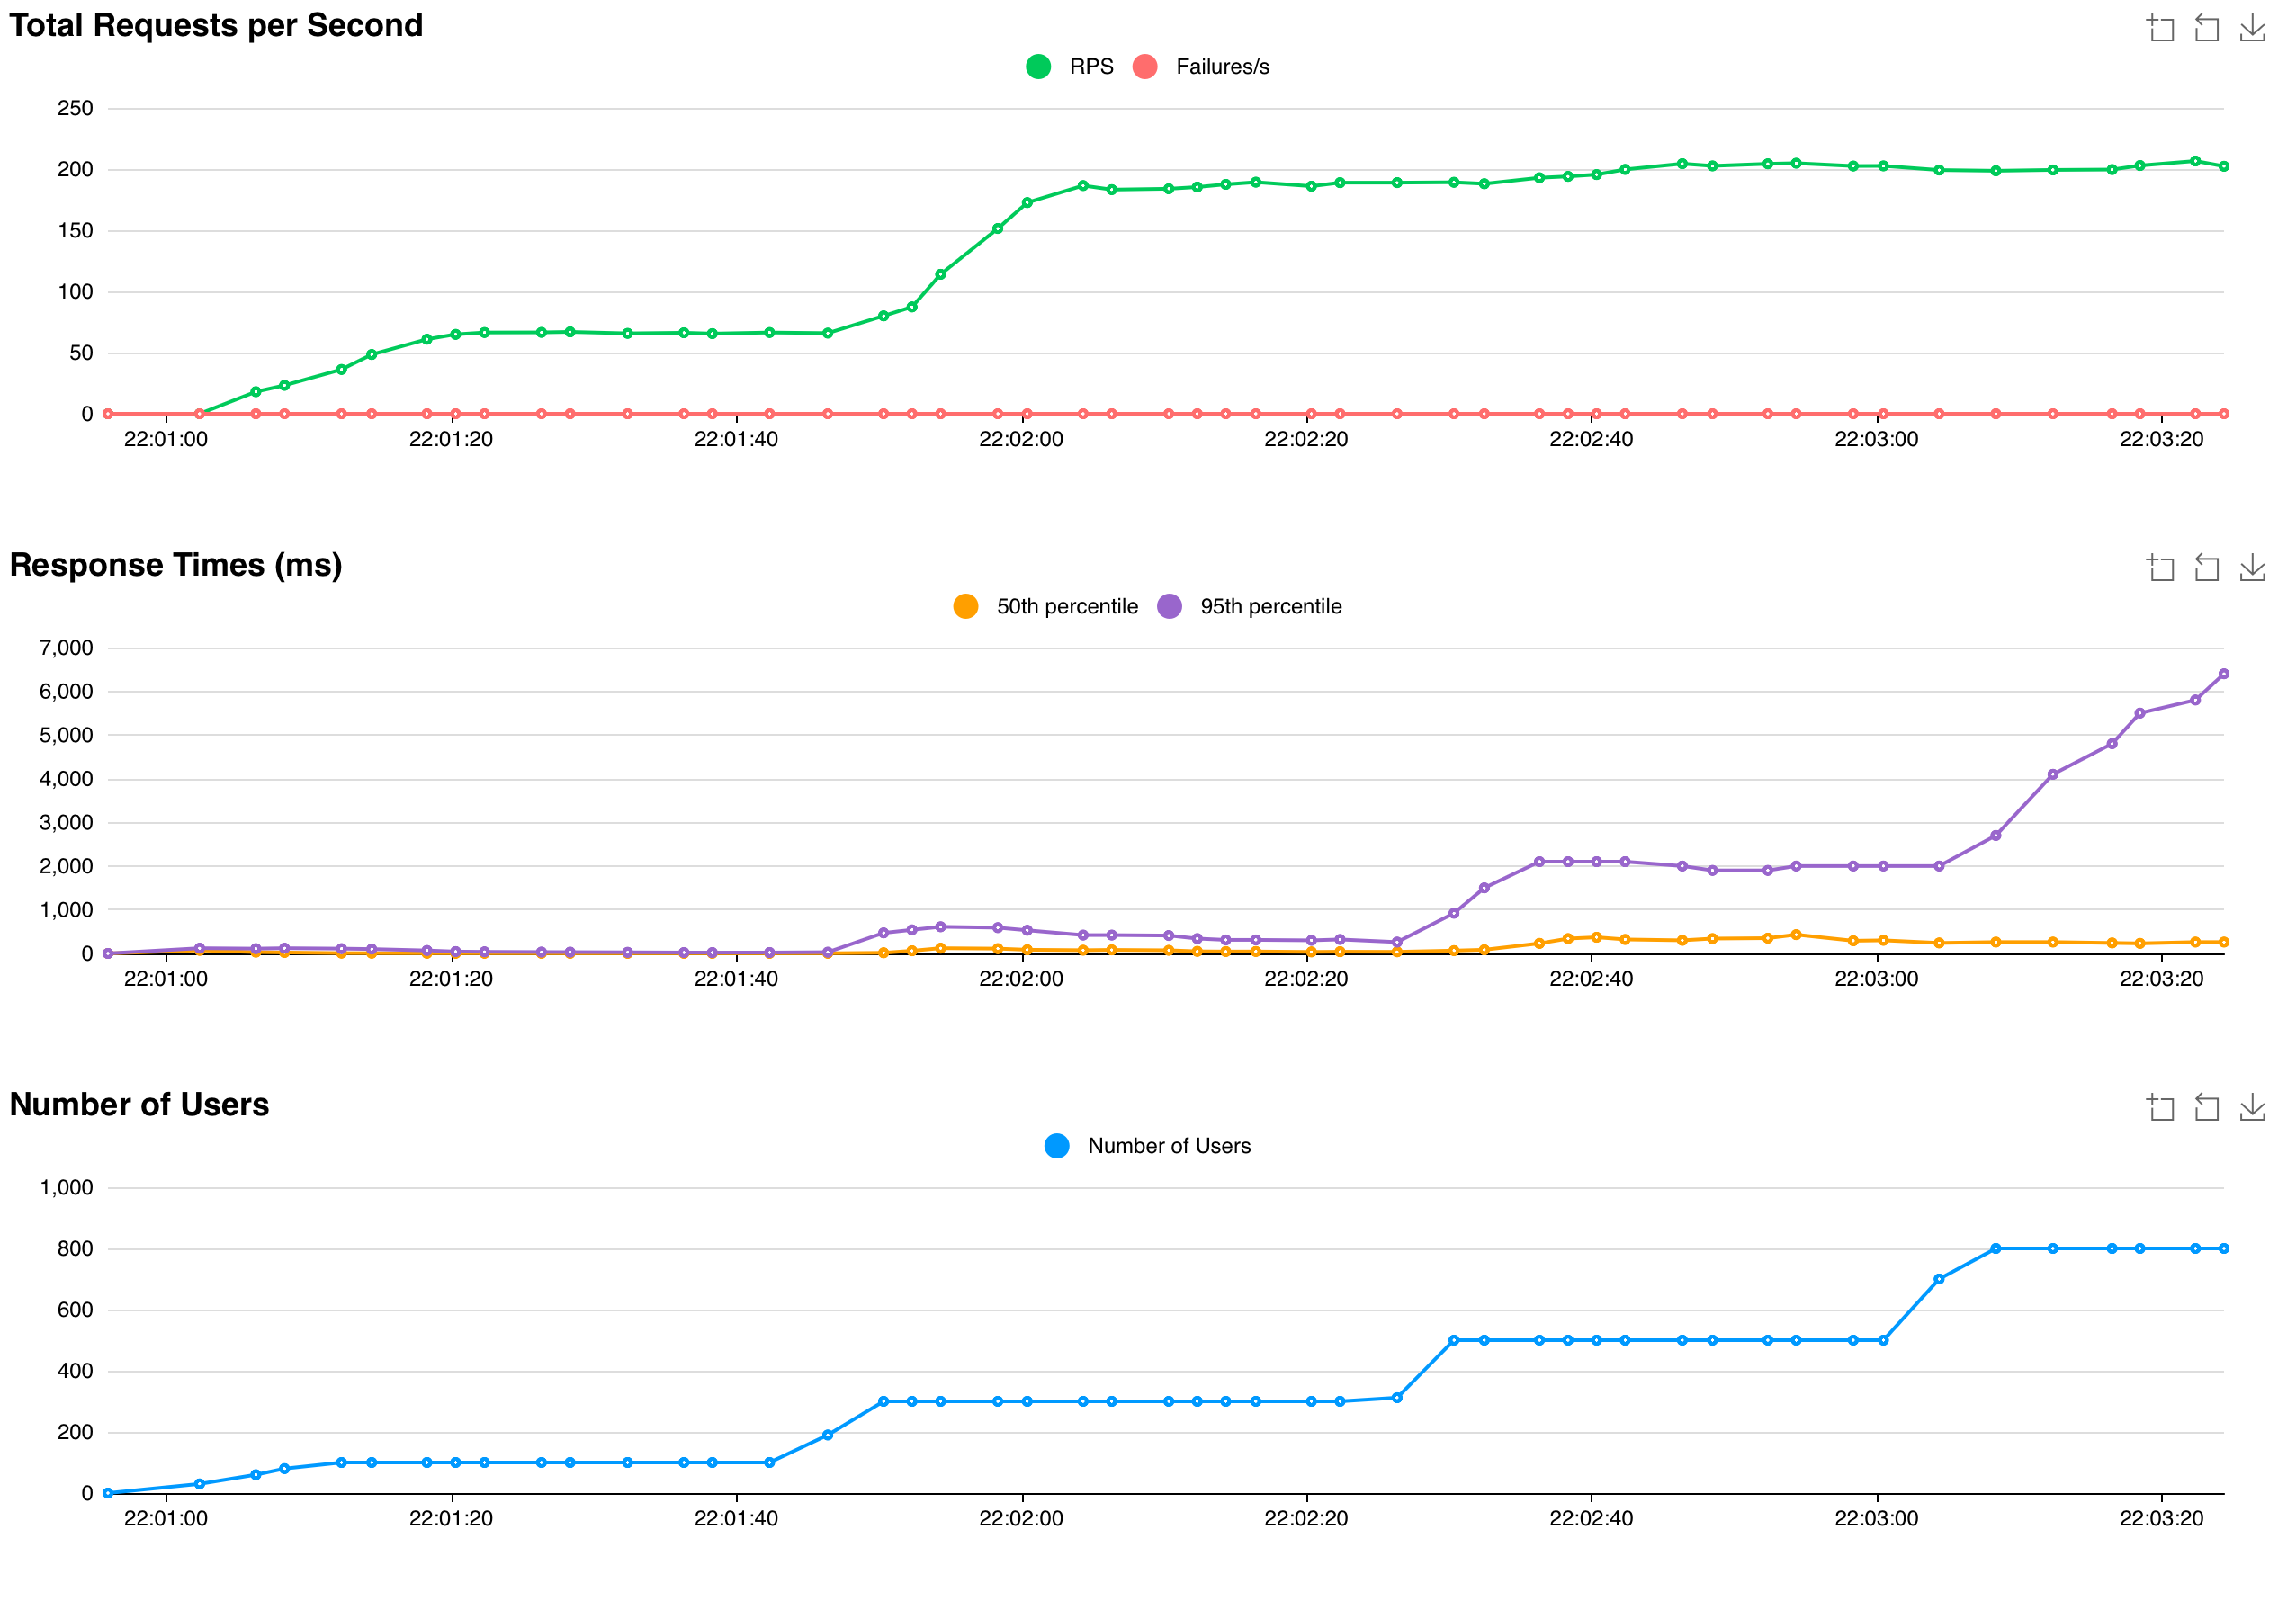 Total Requests per Second
RPS Failures/s
250
200
150
100
50
0
22:01:00 22:01:20 22:01:40 22:02:00 22:02:20 22:02:40 22:03:00 22:03:20
Response Times (ms)
50th percentile 95th percentile
7,000
6,000
5,000
4,000
3,000
2,000
1,000
0
22:01:00 22:01:20 22:01:40 22:02:00 22:02:20 22:02:40 22:03:00 22:03:20
Number of Users
Number of Users
1,000
800
600
400
200
0
22:01:00 22:01:20 22:01:40 22:02:00 22:02:20 22:02:40 22:03:00 22:03:20